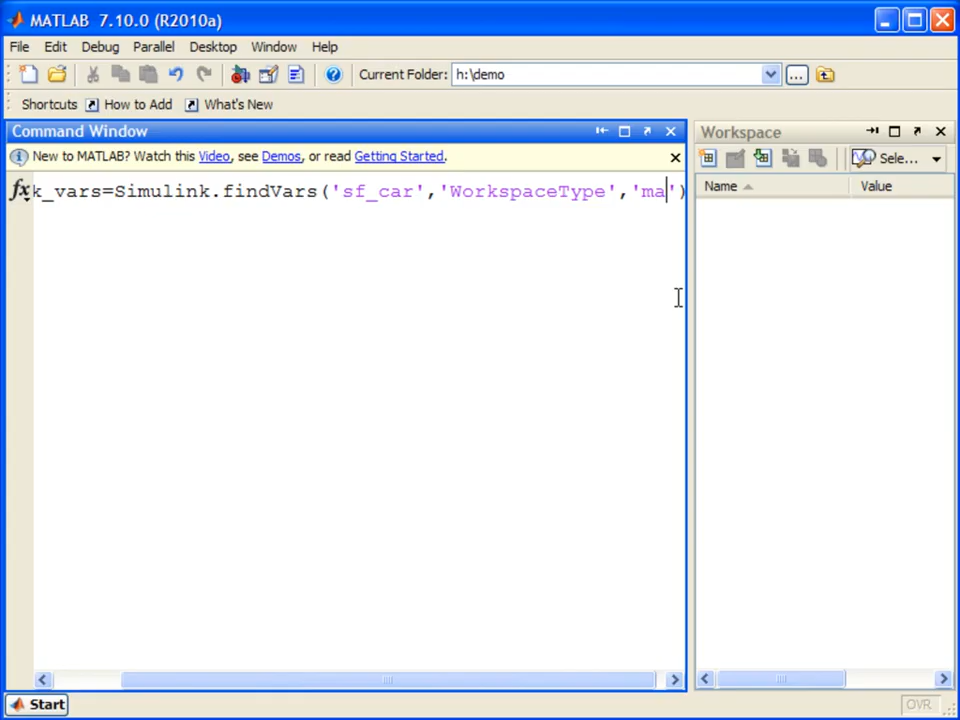 MATLAB 7.10.0 (R2010a)
File Edit Debug Parallel Desktop Window Help
Current Folder: h:\demo ...
Shortcuts How to Add What's New
Command Window
New to MATLAB? Watch this Video, see Demos, or read Getting Started.
fx k_vars=Simulink.findVars('sf_car','WorkspaceType','ma')
Workspace
Sele...
Name Value
Start
OVR